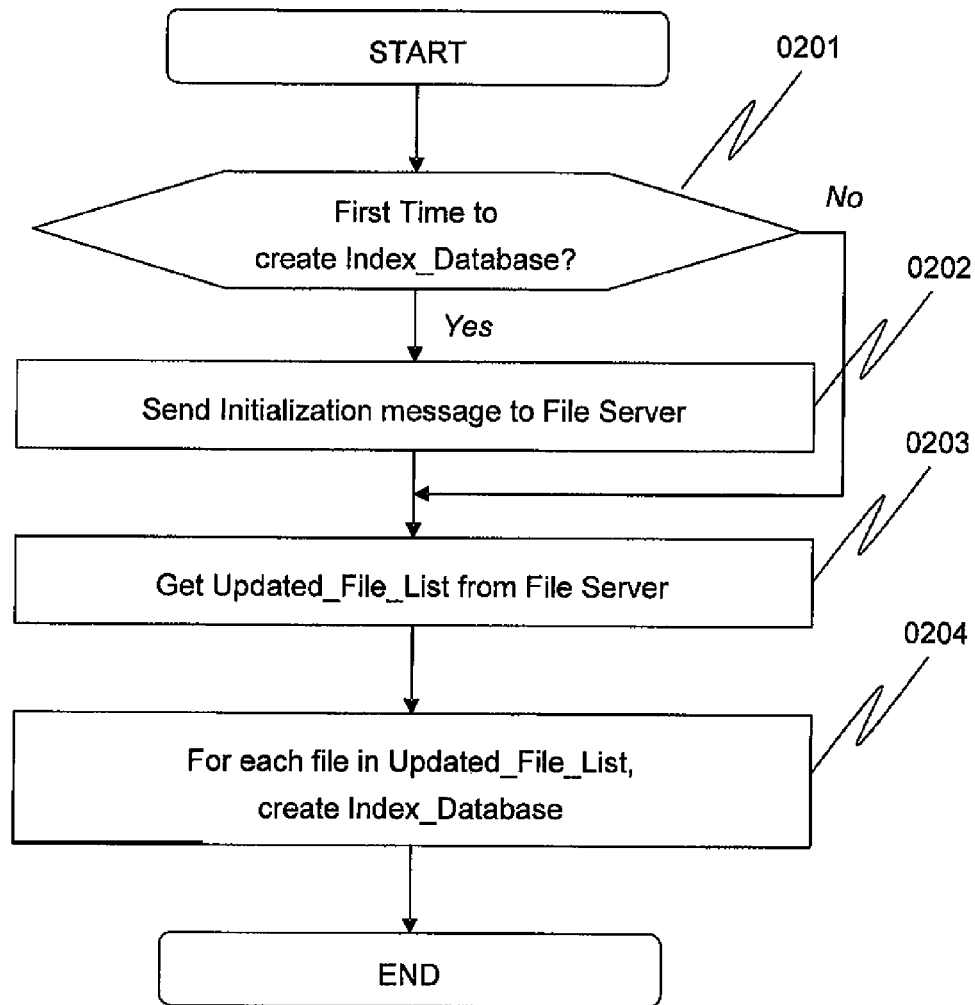 START
0201
First Time to
create Index_Database?
No
0202
Yes
Send Initialization message to File Server
0203
Get Updated_File_List from File Server
0204
For each file in Updated_File_List,
create Index_Database
END